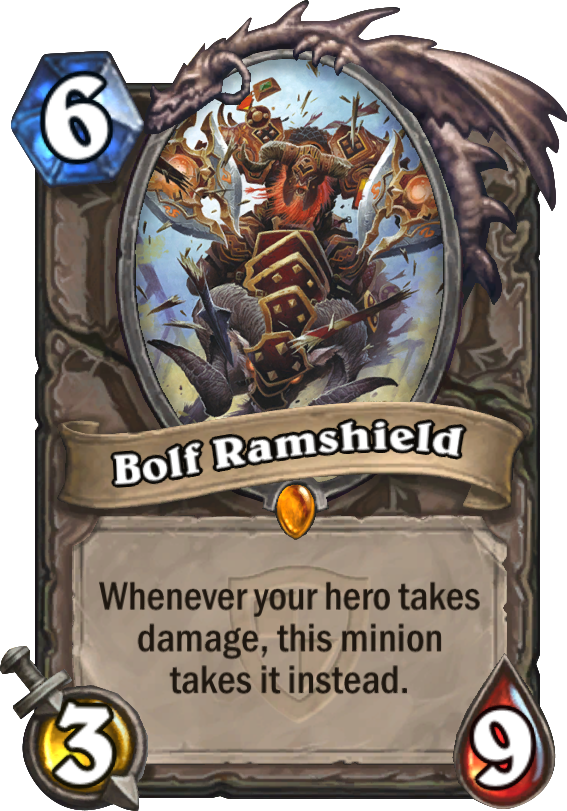 6
Bolf Ramshield
Whenever your hero takes
damage, this minion
takes it instead.
3
9